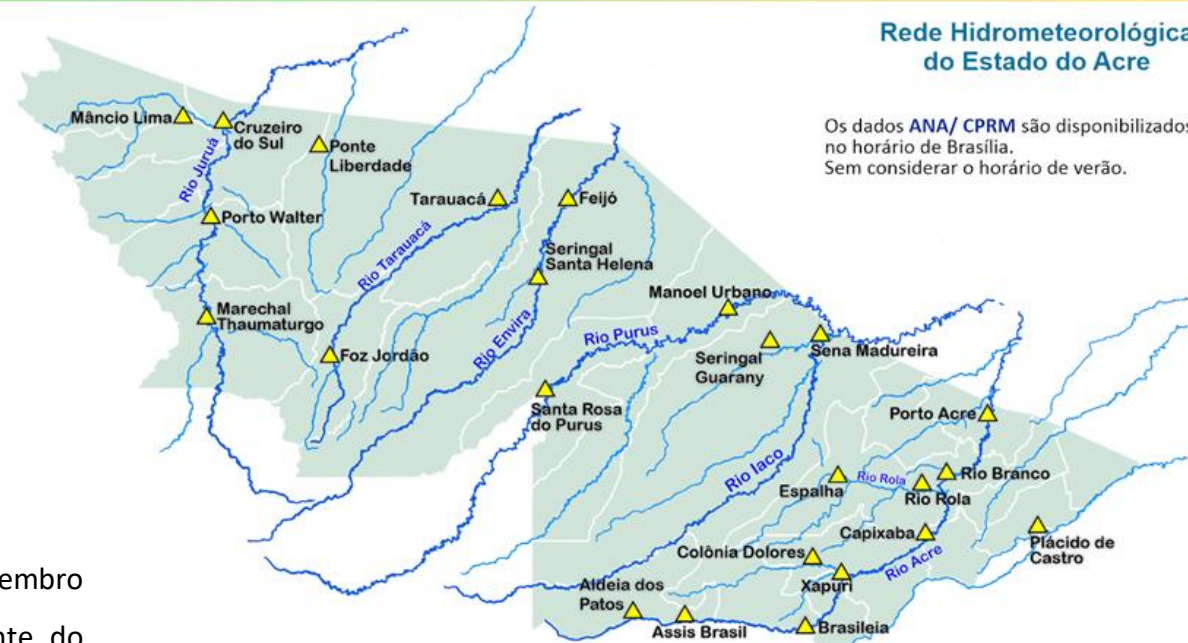 Rede Hidrometeorológica
do Estado do Acre
Os dados ANA/ CPRM são disponibilizados
no horário de Brasília.
Sem considerar o horário de verão.
Mâncio Lima
Cruzeiro
do Sul
Ponte
Liberdade
Rio Juruá
Porto Walter
Marechal
Thaumaturgo
Tarauacá
Rio Tarauacá
Foz Jordão
Feijó
Seringal
Santa Helena
Rio Envira
Manoel Urbano
Rio Purus
Seringal
Guarany
Sena Madureira
Santa Rosa
do Purus
Porto Acre
Rio Iaco
Espalha
Rio Rola
Rio Rola
Rio Branco
Capixaba
Plácido de
Castro
Colônia Dolores
Xapuri
Rio Acre
Aldeia dos
Patos
Assis Brasil
Brasileia
embro
nte do